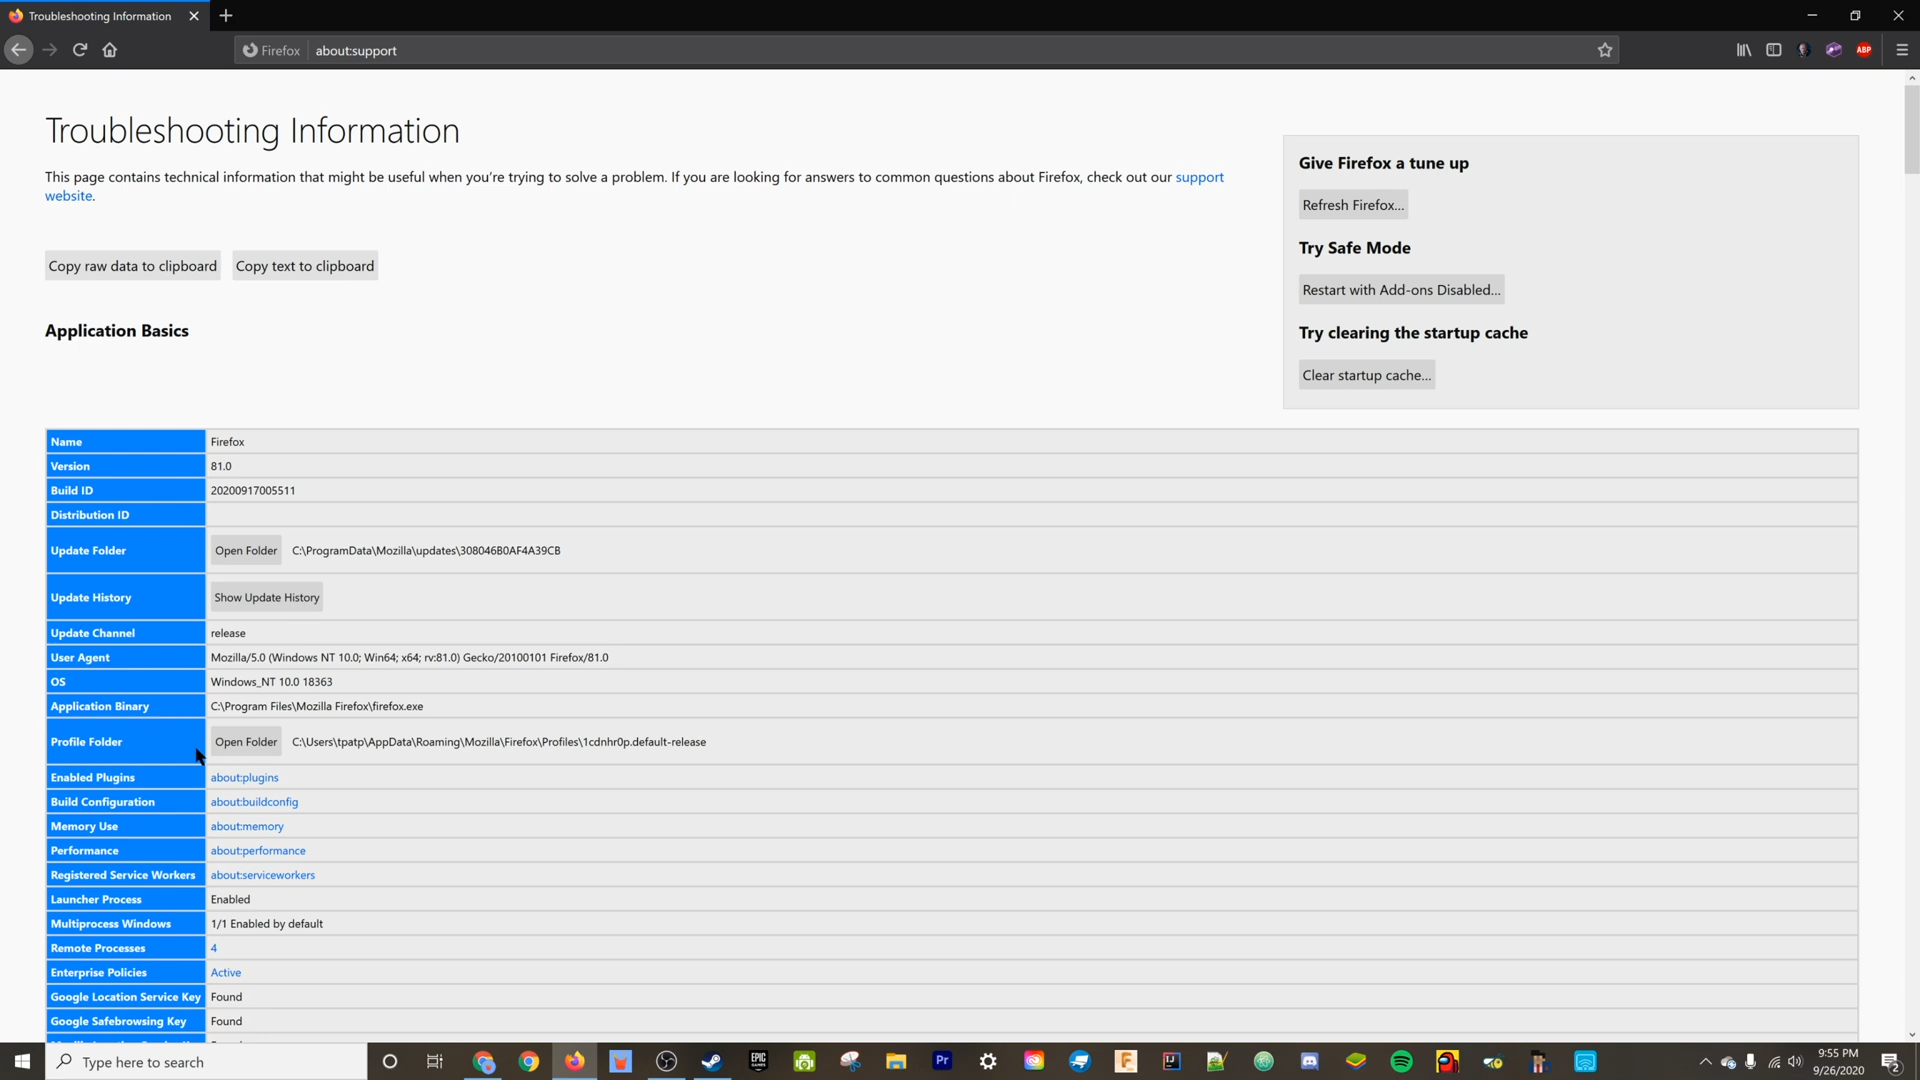 Troubleshooting Information
Firefox about:support
ABP
Troubleshooting Information
This page contains technical information that might be useful when you're trying to solve a problem. If you are looking for answers to common questions about Firefox, check out our support
website.
Copy raw data to clipboard Copy text to clipboard
Give Firefox a tune up
Refresh Firefox...
Try Safe Mode
Restart with Add-ons Disabled...
Try clearing the startup cache
Clear startup cache...
Application Basics
Name Firefox
Version 81.0
Build ID 20200917005511
Distribution ID
Update Folder Open Folder C:\ProgramData\Mozilla\updates\308046B0AF4A39CB
Update History Show Update History
Update Channel release
User Agent Mozilla/5.0 (Windows NT 10.0; Win64; x64; rv:81.0) Gecko/20100101 Firefox/81.0
OS Windows_NT 10.0 18363
Application Binary C:\Program Files\Mozilla Firefox\firefox.exe
Profile Folder Open Folder C:\Users\tpatp\AppData\Roaming\Mozilla\Firefox\Profiles\1cdnhr0p.default-release
Enabled Plugins about:plugins
Build Configuration about:buildconfig
Memory Use about:memory
Performance about:performance
Registered Service Workers about:serviceworkers
Launcher Process Enabled
Multiprocess Windows 1/1 Enabled by default
Remote Processes 4
Enterprise Policies Active
Google Location Service Key Found
Google Safebrowsing Key Found
Type here to search
EPIC GAMES
Pr
IJ
9:55 PM
9/26/2020
2